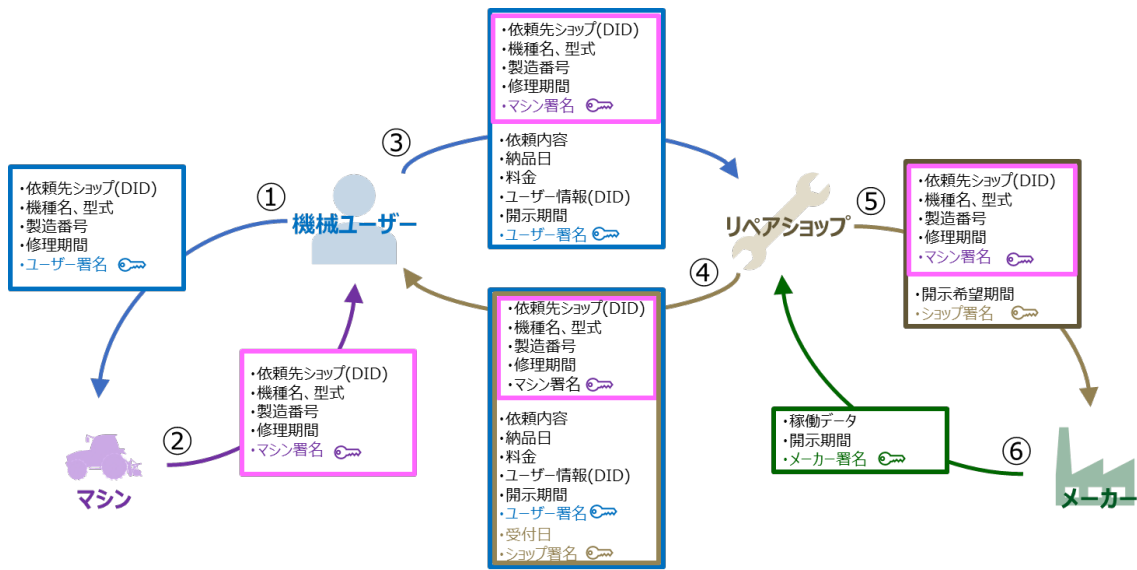 ①
・依頼先ショップ(DID)
・機種名、型式
・製造番号
・修理期間
・ユーザー署名
機械ユーザー
マシン
②
・依頼先ショップ(DID)
・機種名、型式
・製造番号
・修理期間
・マシン署名
③
・依頼先ショップ(DID)
・機種名、型式
・製造番号
・修理期間
・マシン署名
・依頼内容
・納品日
・料金
・ユーザー情報(DID)
・開示期間
・ユーザー署名
リペアショップ
④
・依頼先ショップ(DID)
・機種名、型式
・製造番号
・修理期間
・マシン署名
・依頼内容
・納品日
・料金
・ユーザー情報(DID)
・開示期間
・ユーザー署名
・受付日
・ショップ署名
⑤
・依頼先ショップ(DID)
・機種名、型式
・製造番号
・修理期間
・マシン署名
・開示希望期間
・ショップ署名
⑥
・稼働データ
・開示期間
・メーカー署名
メーカー